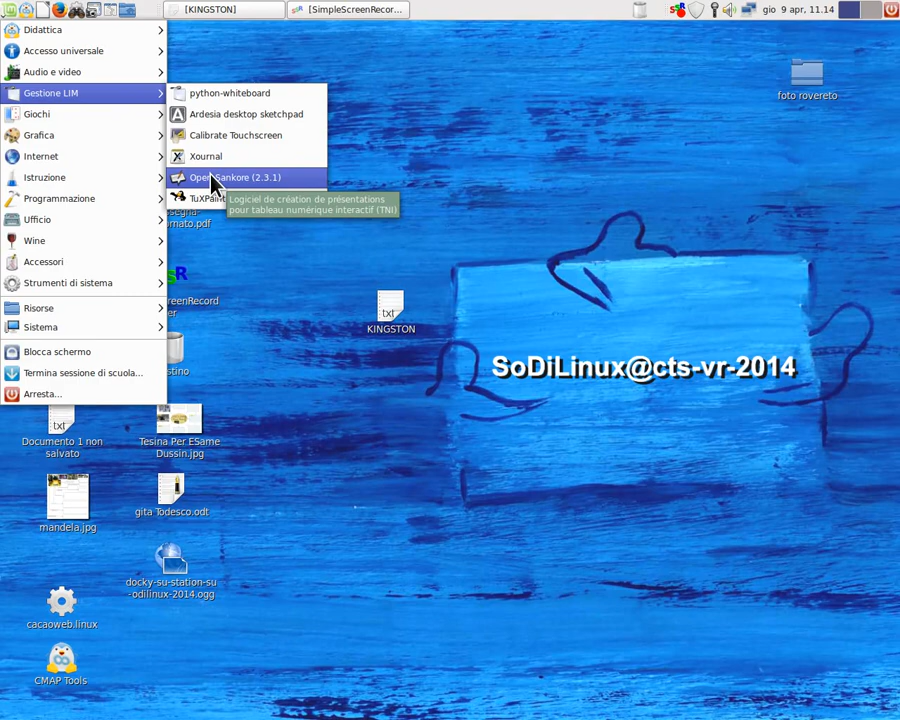 [KINGSTON]
[SimpleScreenRecor...
gio 9 apr, 11.14
Didattica
Accesso universale
Audio e video
Gestione LIM
Giochi
Grafica
Internet
Istruzione
Programmazione
Ufficio
Wine
Accessori
Strumenti di sistema
Risorse
Sistema
Blocca schermo
Termina sessione di scuola...
Arresta...
python-whiteboard
Ardesia desktop sketchpad
Calibrate Touchscreen
Xournal
Open-Sankore (2.3.1)
TuxPaint
Logiciel de création de présentations
pour tableau numérique interactif (TNI)
foto rovereto
KINGSTON
SoDiLinux@cts-vr-2014
Documento 1 non
salvato
Tesina Per ESame
Dussin.jpg
mandela.jpg
gita Todesco.odt
docky-su-station-su
-odilinux-2014.ogg
cacaoweb.linux
CMAP Tools